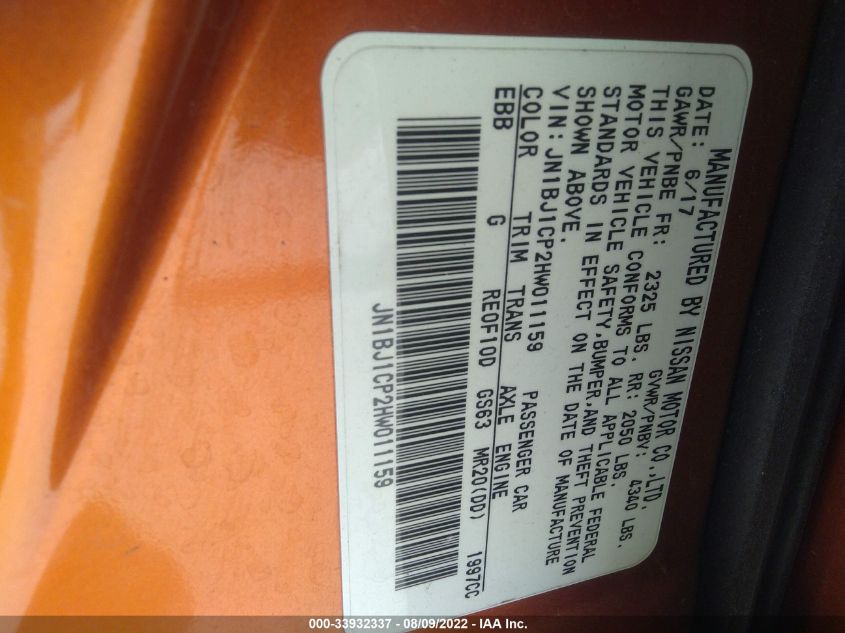 MANUFACTURED BY NISSAN MOTOR CO.,LTD.
DATE: 6/17 GVWR/PNBV: 4340 LBS.
GAWR/PNBE FR: 2325 LBS. RR: 2050 LBS.
THIS VEHICLE CONFORMS TO ALL APPLICABLE FEDERAL
MOTOR VEHICLE SAFETY,BUMPER,AND THEFT PREVENTION
STANDARDS IN EFFECT ON THE DATE OF MANUFACTURE
SHOWN ABOVE.
VIN: JN1BJ1CP2HW011159 PASSENGER CAR
COLOR TRIM TRANS AXLE ENGINE
EBB G RE0F10D GS63 MR20(DD) 1997CC
JN1BJ1CP2HW011159
000-33932337 - 08/09/2022 - IAA Inc.